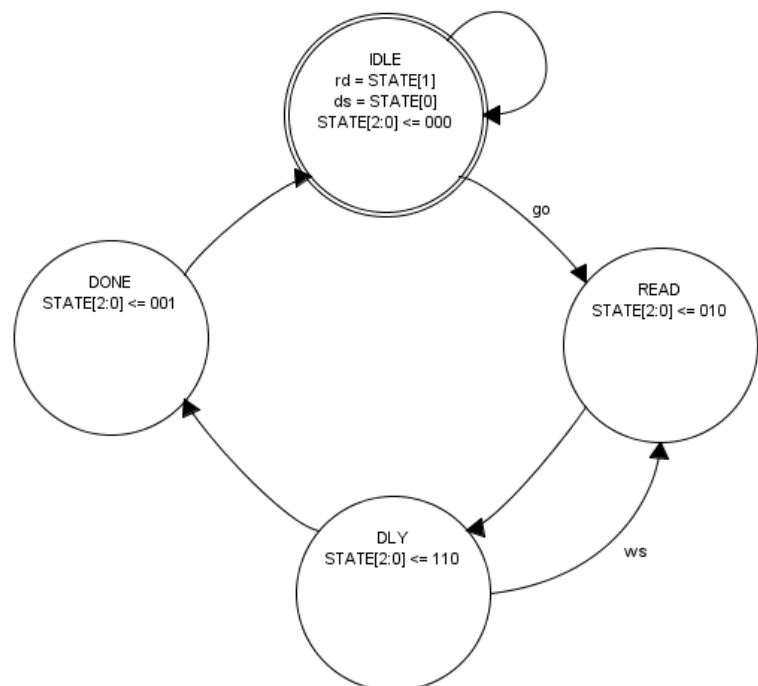 IDLE
rd = STATE[1]
ds = STATE[0]
STATE[2:0] <= 000
go
DONE
STATE[2:0] <= 001
READ
STATE[2:0] <= 010
DLY
STATE[2:0] <= 110
ws